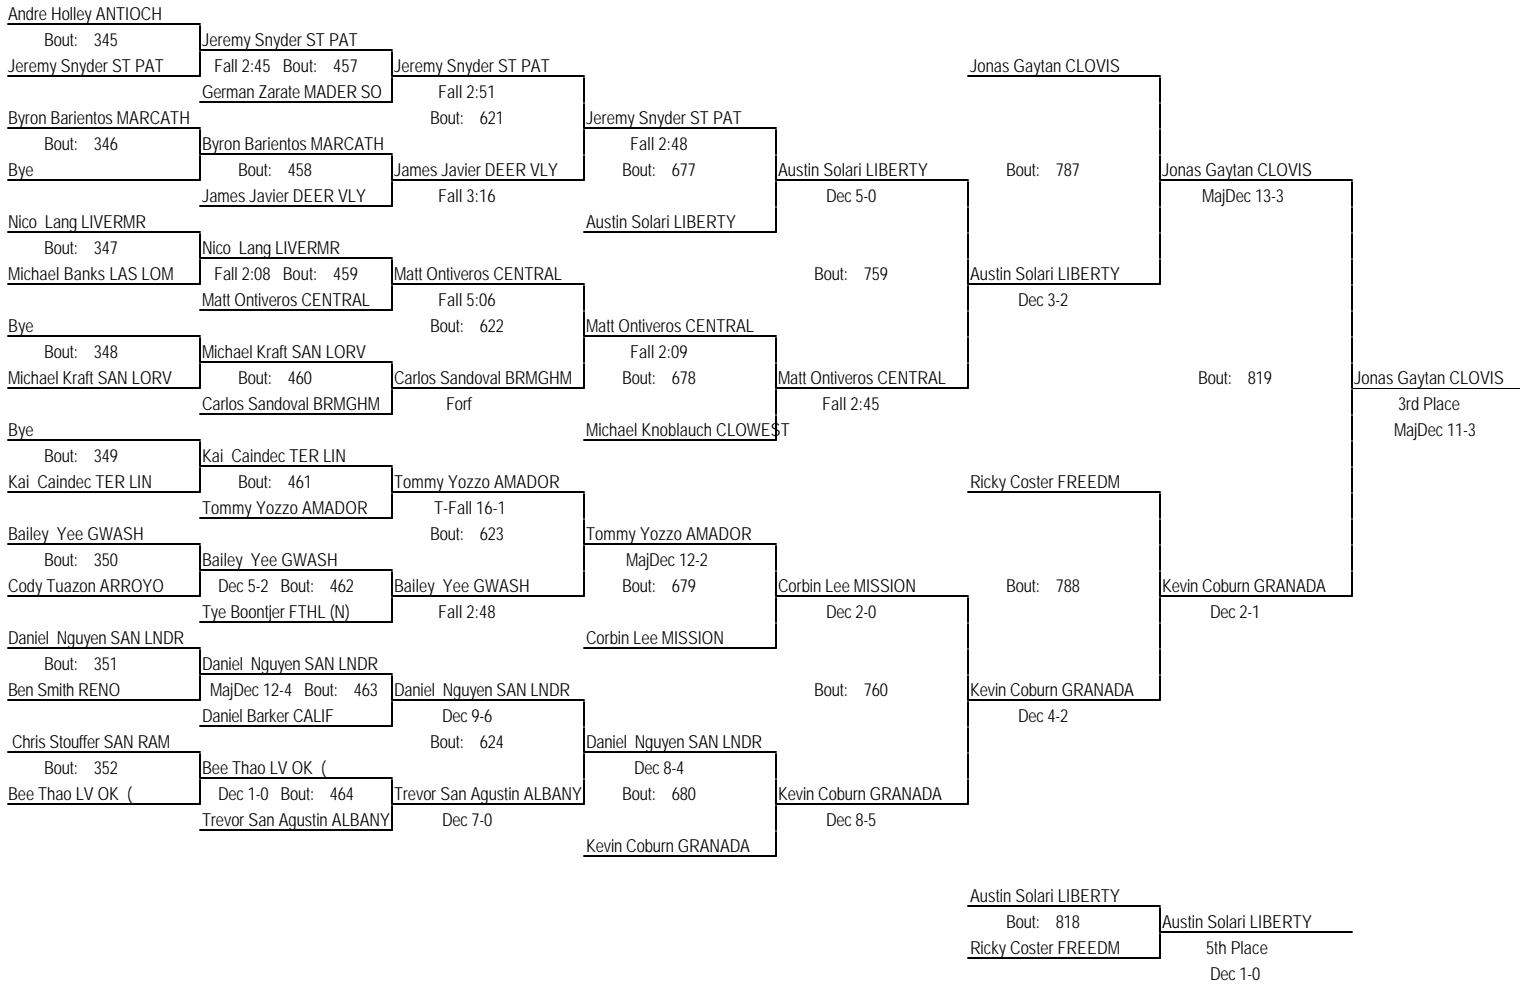 Andre Holley ANTIOCH
Bout: 345
Jeremy Snyder ST PAT
Byron Barientos MARCATH
Bout: 346
Bye
Nico Lang LIVERMR
Bout: 347
Michael Banks LAS LOM
Bye
Bout: 348
Michael Kraft SAN LORV
Bye
Bout: 349
Kai Caindec TER LIN
Bailey Yee GWASH
Bout: 350
Cody Tuazon ARROYO
Daniel Nguyen SAN LNDR
Bout: 351
Ben Smith RENO
Chris Stouffer SAN RAM
Bout: 352
Bee Thao LV OK (
Jeremy Snyder ST PAT
Fall 2:45 Bout: 457
German Zarate MADER SO
Byron Barientos MARCATH
Bout: 458
James Javier DEER VLY
Nico Lang LIVERMR
Fall 2:08 Bout: 459
Matt Ontiveros CENTRAL
Michael Kraft SAN LORV
Bout: 460
Carlos Sandoval BRMGHM
Kai Caindec TER LIN
Bout: 461
Tommy Yozzo AMADOR
Bailey Yee GWASH
Dec 5-2 Bout: 462
Tye Boontjer FTHL (N)
Daniel Nguyen SAN LNDR
MajDec 12-4 Bout: 463
Daniel Barker CALIF
Bee Thao LV OK (
Dec 1-0 Bout: 464
Trevor San Agustin ALBANY
Jeremy Snyder ST PAT
Fall 2:51
Bout: 621
James Javier DEER VLY
Fall 3:16
Matt Ontiveros CENTRAL
Fall 5:06
Bout: 622
Carlos Sandoval BRMGHM
Forf
Tommy Yozzo AMADOR
T-Fall 16-1
Bout: 623
Bailey Yee GWASH
Fall 2:48
Daniel Nguyen SAN LNDR
Dec 9-6
Bout: 624
Trevor San Agustin ALBANY
Dec 7-0
Jeremy Snyder ST PAT
Fall 2:48
Bout: 677
Austin Solari LIBERTY
Matt Ontiveros CENTRAL
Fall 2:09
Bout: 678
Michael Knoblauch CLOWEST
Tommy Yozzo AMADOR
MajDec 12-2
Bout: 679
Corbin Lee MISSION
Daniel Nguyen SAN LNDR
Dec 8-4
Bout: 680
Kevin Coburn GRANADA
Austin Solari LIBERTY
Dec 5-0
Bout: 759
Matt Ontiveros CENTRAL
Fall 2:45
Corbin Lee MISSION
Dec 2-0
Bout: 760
Kevin Coburn GRANADA
Dec 8-5
Jonas Gaytan CLOVIS
Bout: 787
Austin Solari LIBERTY
Dec 3-2
Ricky Coster FREEDM
Bout: 788
Kevin Coburn GRANADA
Dec 4-2
Jonas Gaytan CLOVIS
MajDec 13-3
Bout: 819
Kevin Coburn GRANADA
Dec 2-1
Jonas Gaytan CLOVIS
3rd Place
MajDec 11-3
Austin Solari LIBERTY
Bout: 818
Ricky Coster FREEDM
Austin Solari LIBERTY
5th Place
Dec 1-0